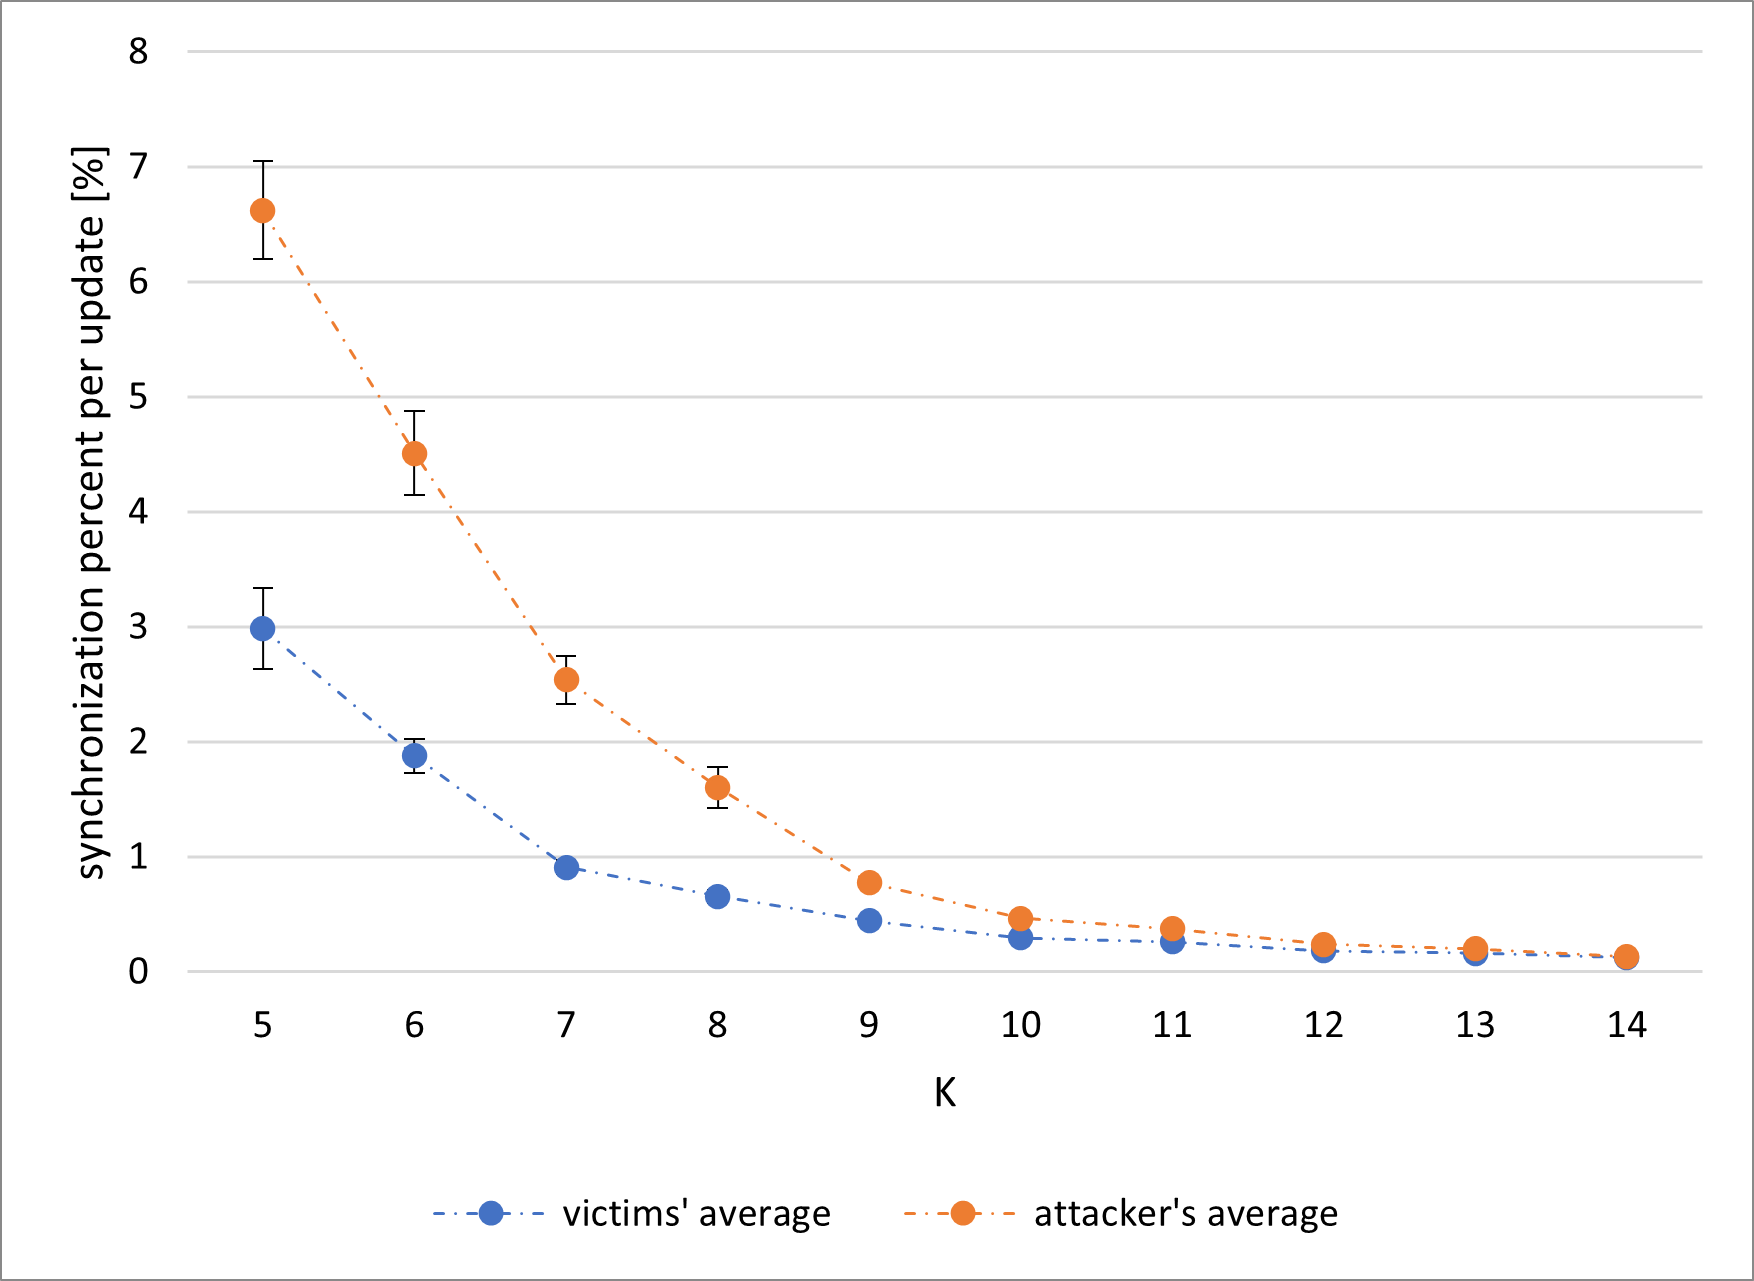 8
7
6
5
4
3
2
1
0
synchronization percent per update [%]
5 6 7 8 9 10 11 12 13 14
K
victims' average attacker's average